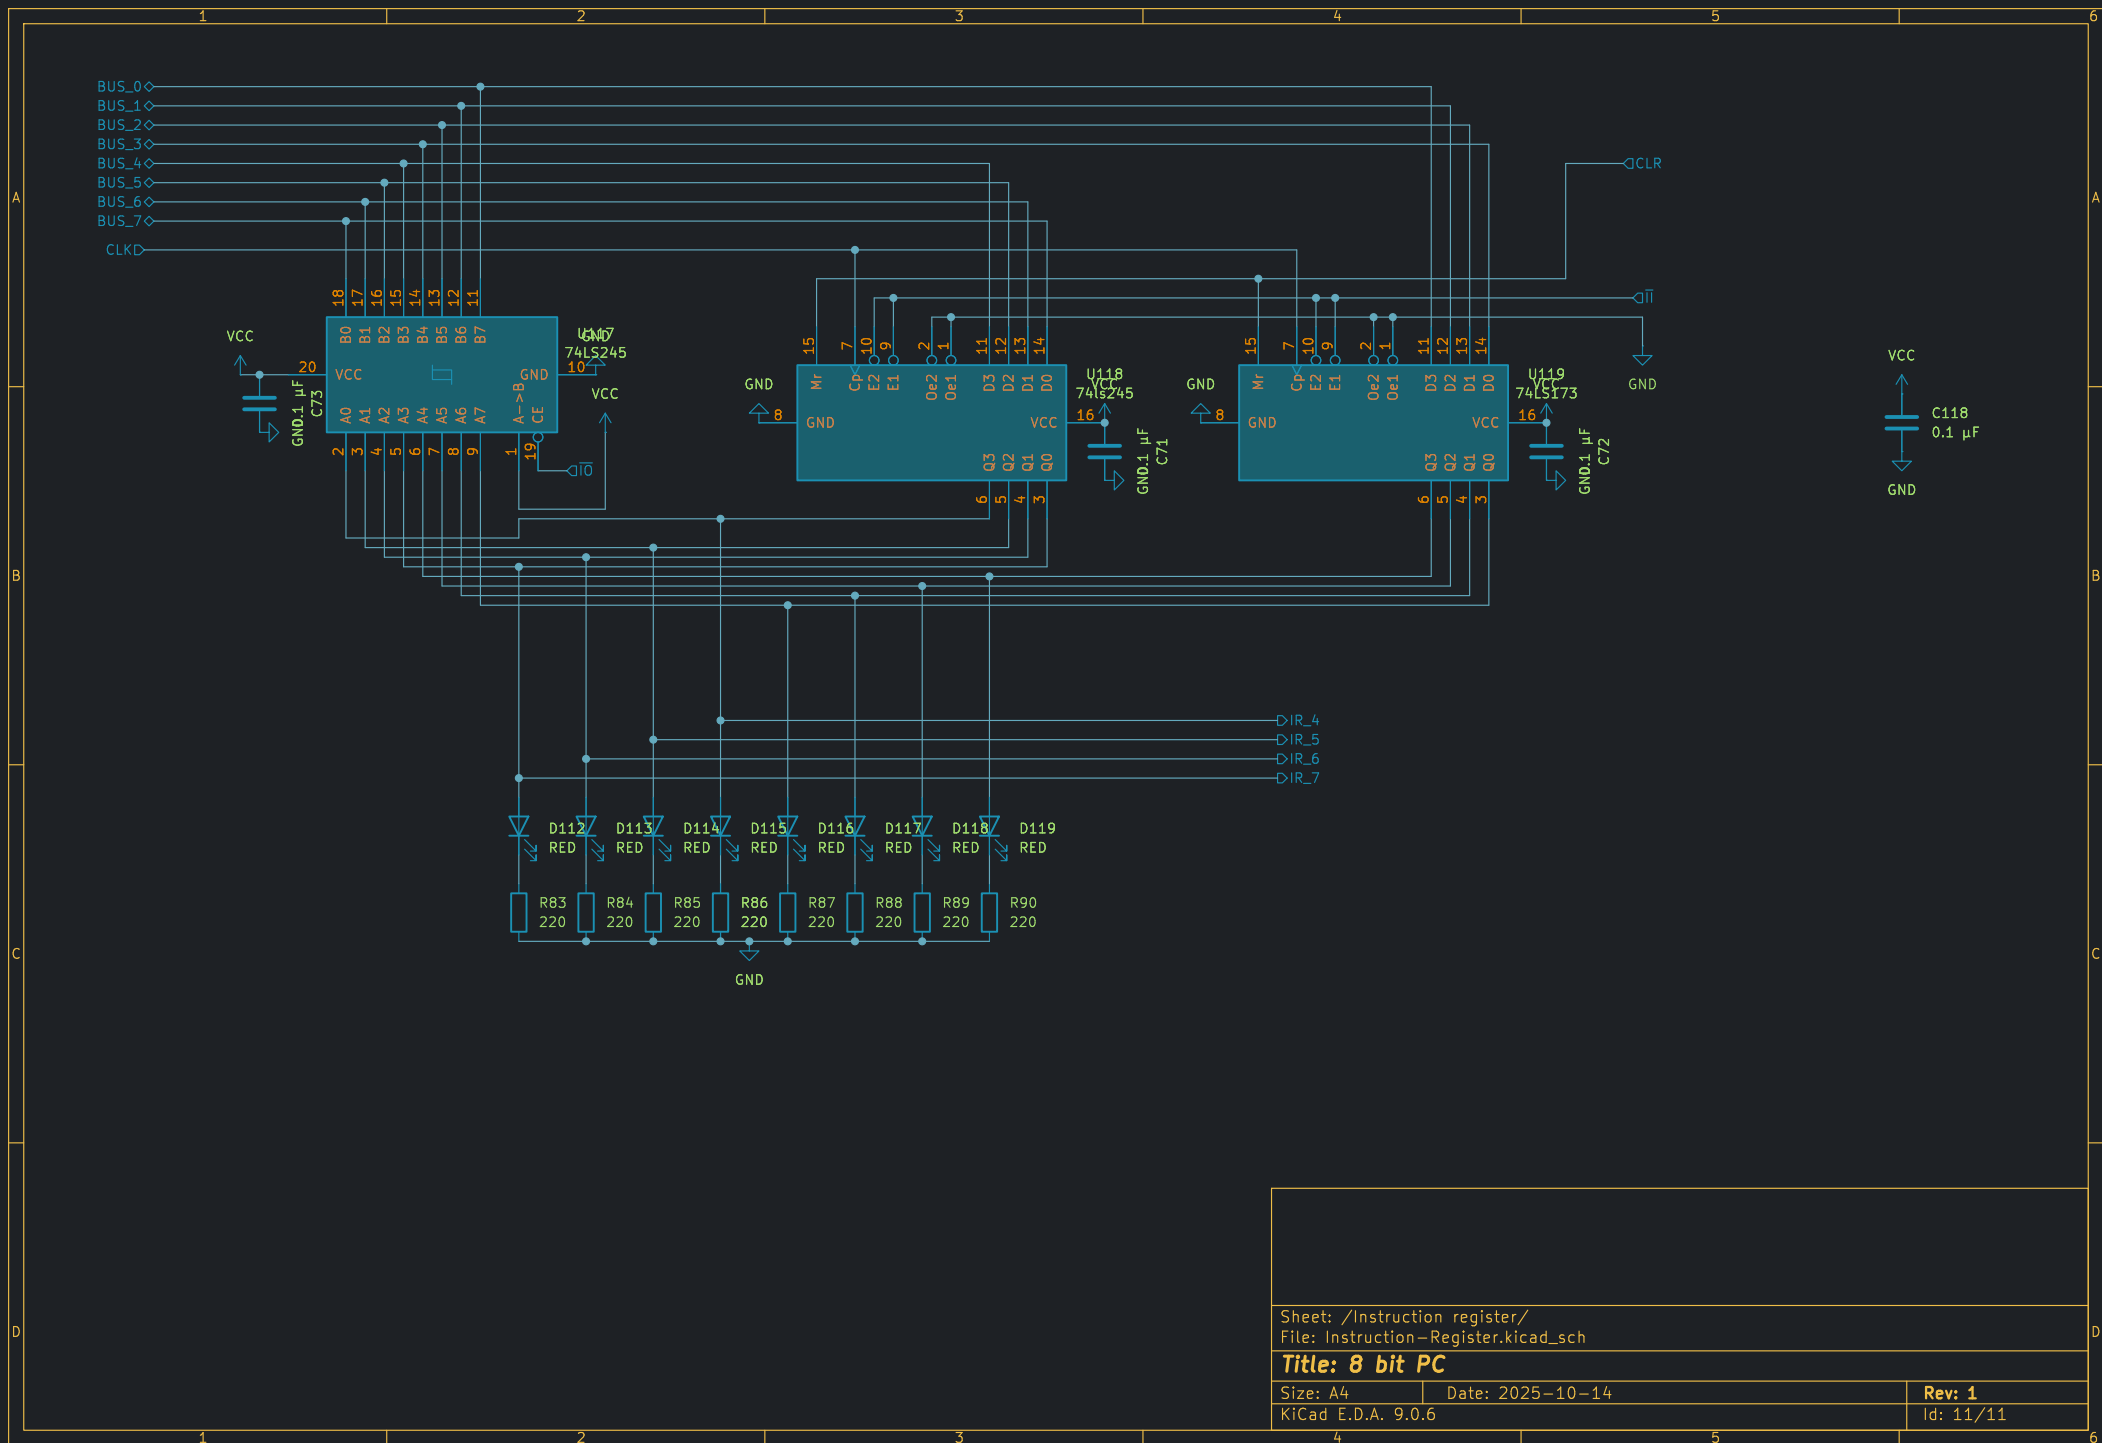 1 2 3 4 5 6
BUS_0
BUS_1
BUS_2
BUS_3
BUS_4
BUS_5
BUS_6
BUS_7
CLK
CLR
I̅I̅
A A
18 17 16 15 14 13 12 11
B0 B1 B2 B3 B4 B5 B6 B7
VCC
20 VCC
GND 10
U117
GND
74LS245
VCC
0.1 µF
GND
C73
A0 A1 A2 A3 A4 A5 A6 A7 A->B CE
2 3 4 5 6 7 8 9 1 19
I̅O̅
15 7 10 9 2 1 11 12 13 14
Mr Cp E2 E1 Oe2 Oe1 D3 D2 D1 D0
GND
8 GND
VCC 16
U118
VCC
74ls245
0.1 µF
GND
C71
Q3 Q2 Q1 Q0
6 5 4 3
15 7 10 9 2 1 11 12 13 14
Mr Cp E2 E1 Oe2 Oe1 D3 D2 D1 D0
GND
8 GND
VCC 16
U119
VCC
74LS173
0.1 µF
GND
C72
Q3 Q2 Q1 Q0
6 5 4 3
GND
VCC
C118
0.1 µF
GND
B B
IR_4
IR_5
IR_6
IR_7
D112 D113 D114 D115 D116 D117 D118 D119
RED RED RED RED RED RED RED RED
R83 R84 R85 R86 R87 R88 R89 R90
220 220 220 220 220 220 220 220
GND
C C
D D
Sheet: /Instruction register/
File: Instruction-Register.kicad_sch
Title: 8 bit PC
Size: A4 Date: 2025-10-14 Rev: 1
KiCad E.D.A. 9.0.6 Id: 11/11
1 2 3 4 5 6